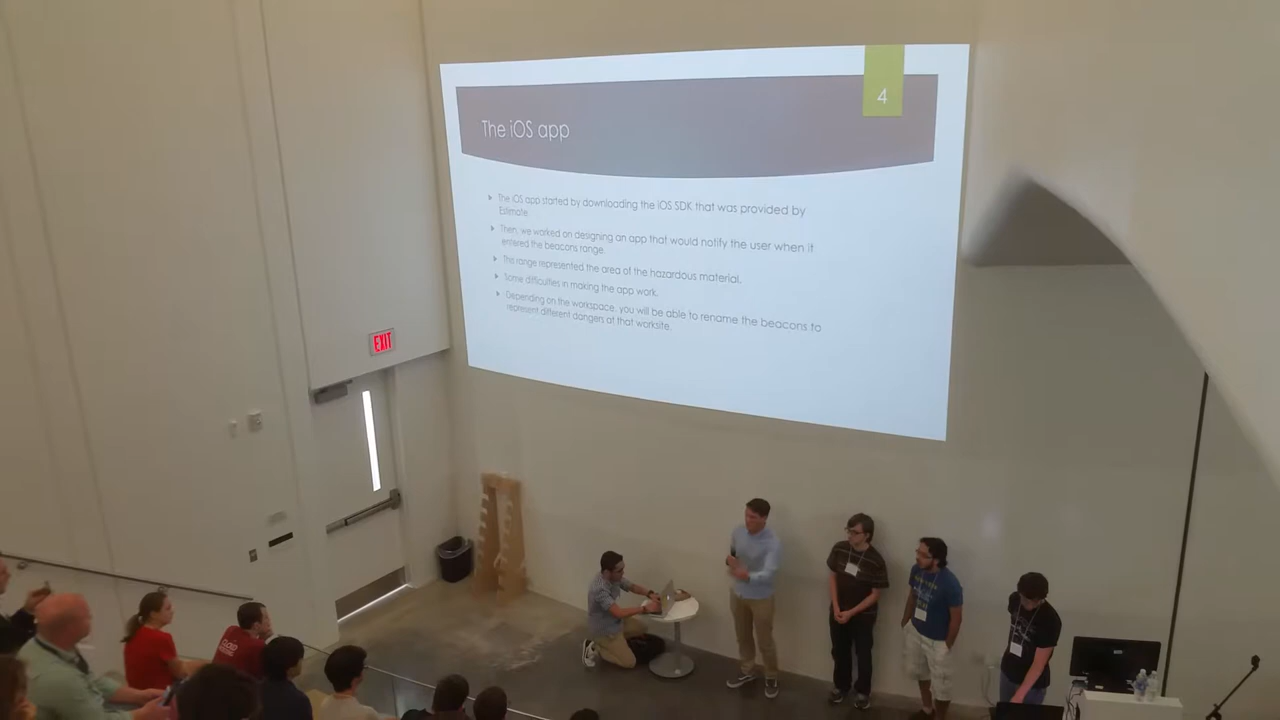 4
The iOS app
The iOS app started by downloading the iOS SDK that was provided by
Estimate.
Then, we worked on designing an app that would notify the user when it
entered the beacons range.
This range represented the area of the hazardous material.
Some difficulties in making the app work.
Depending on the workspace, you will be able to rename the beacons to
represent different dangers at that worksite.
EXIT